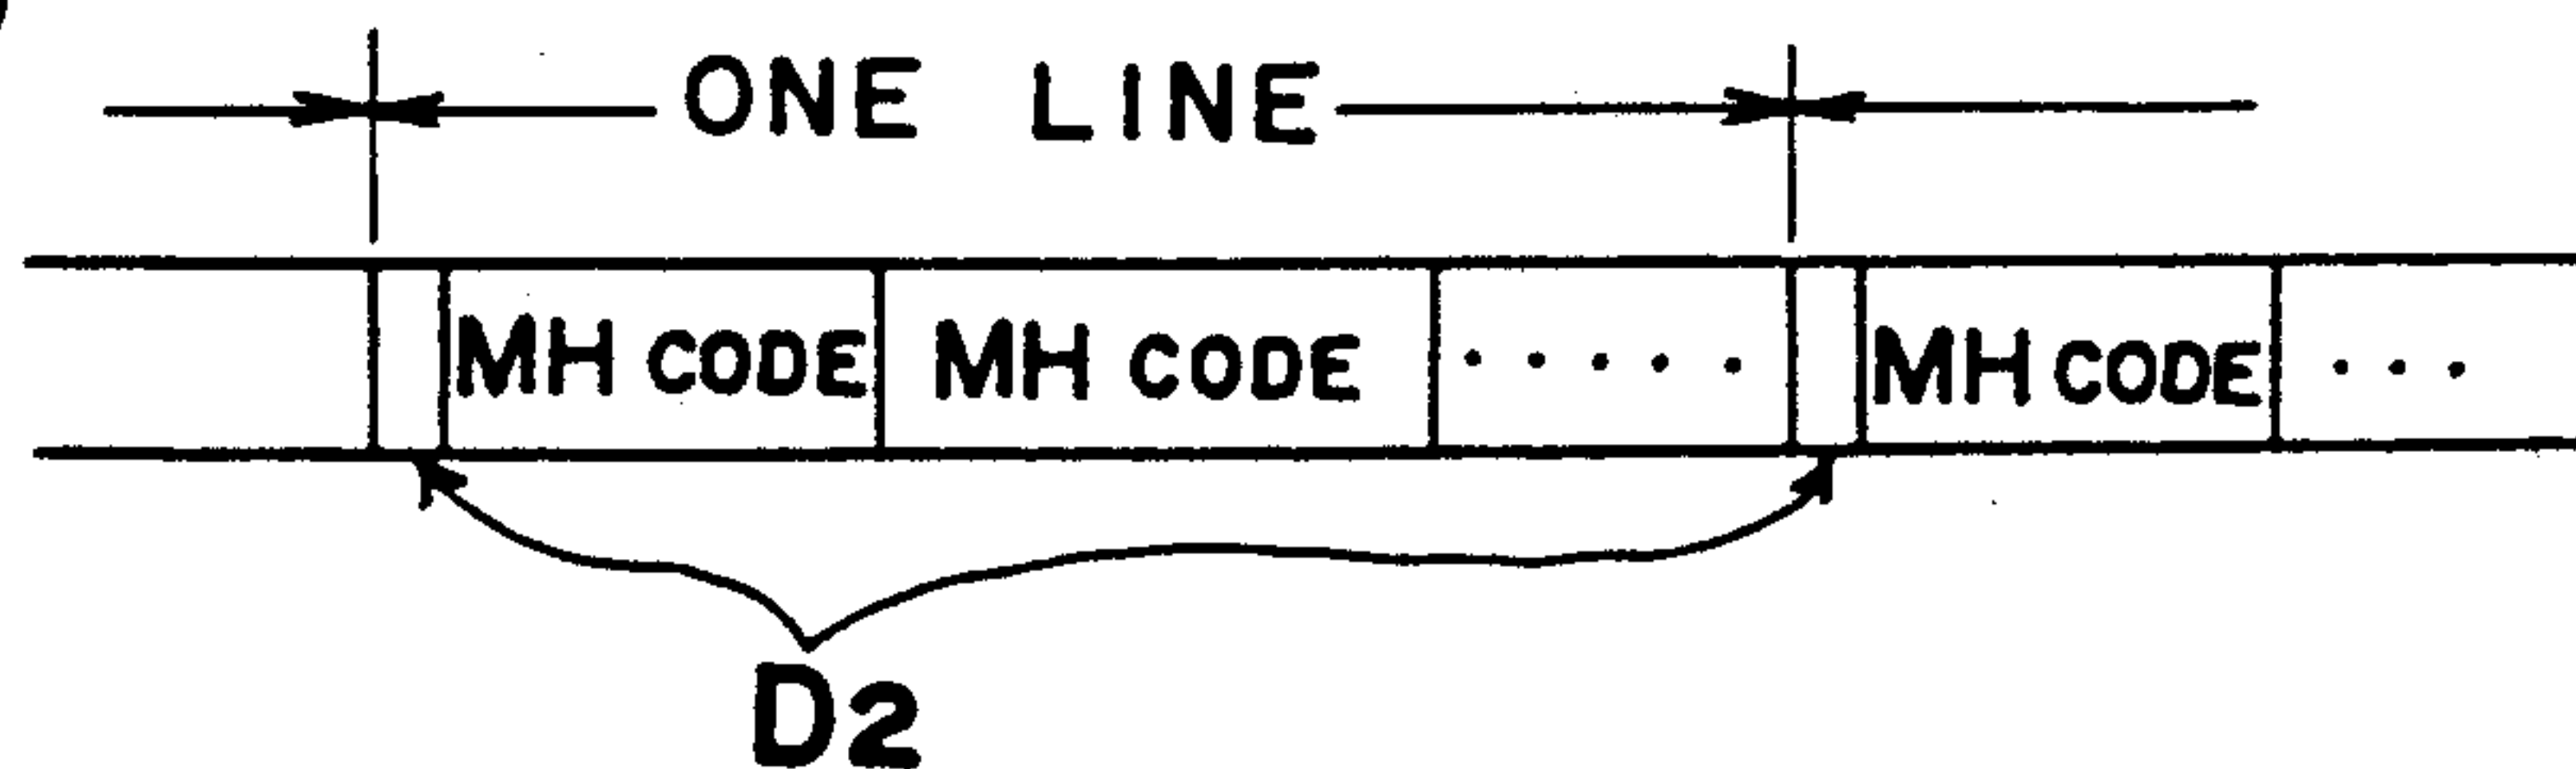 ONE LINE
MH CODE MH CODE ..... MH CODE ...
D2